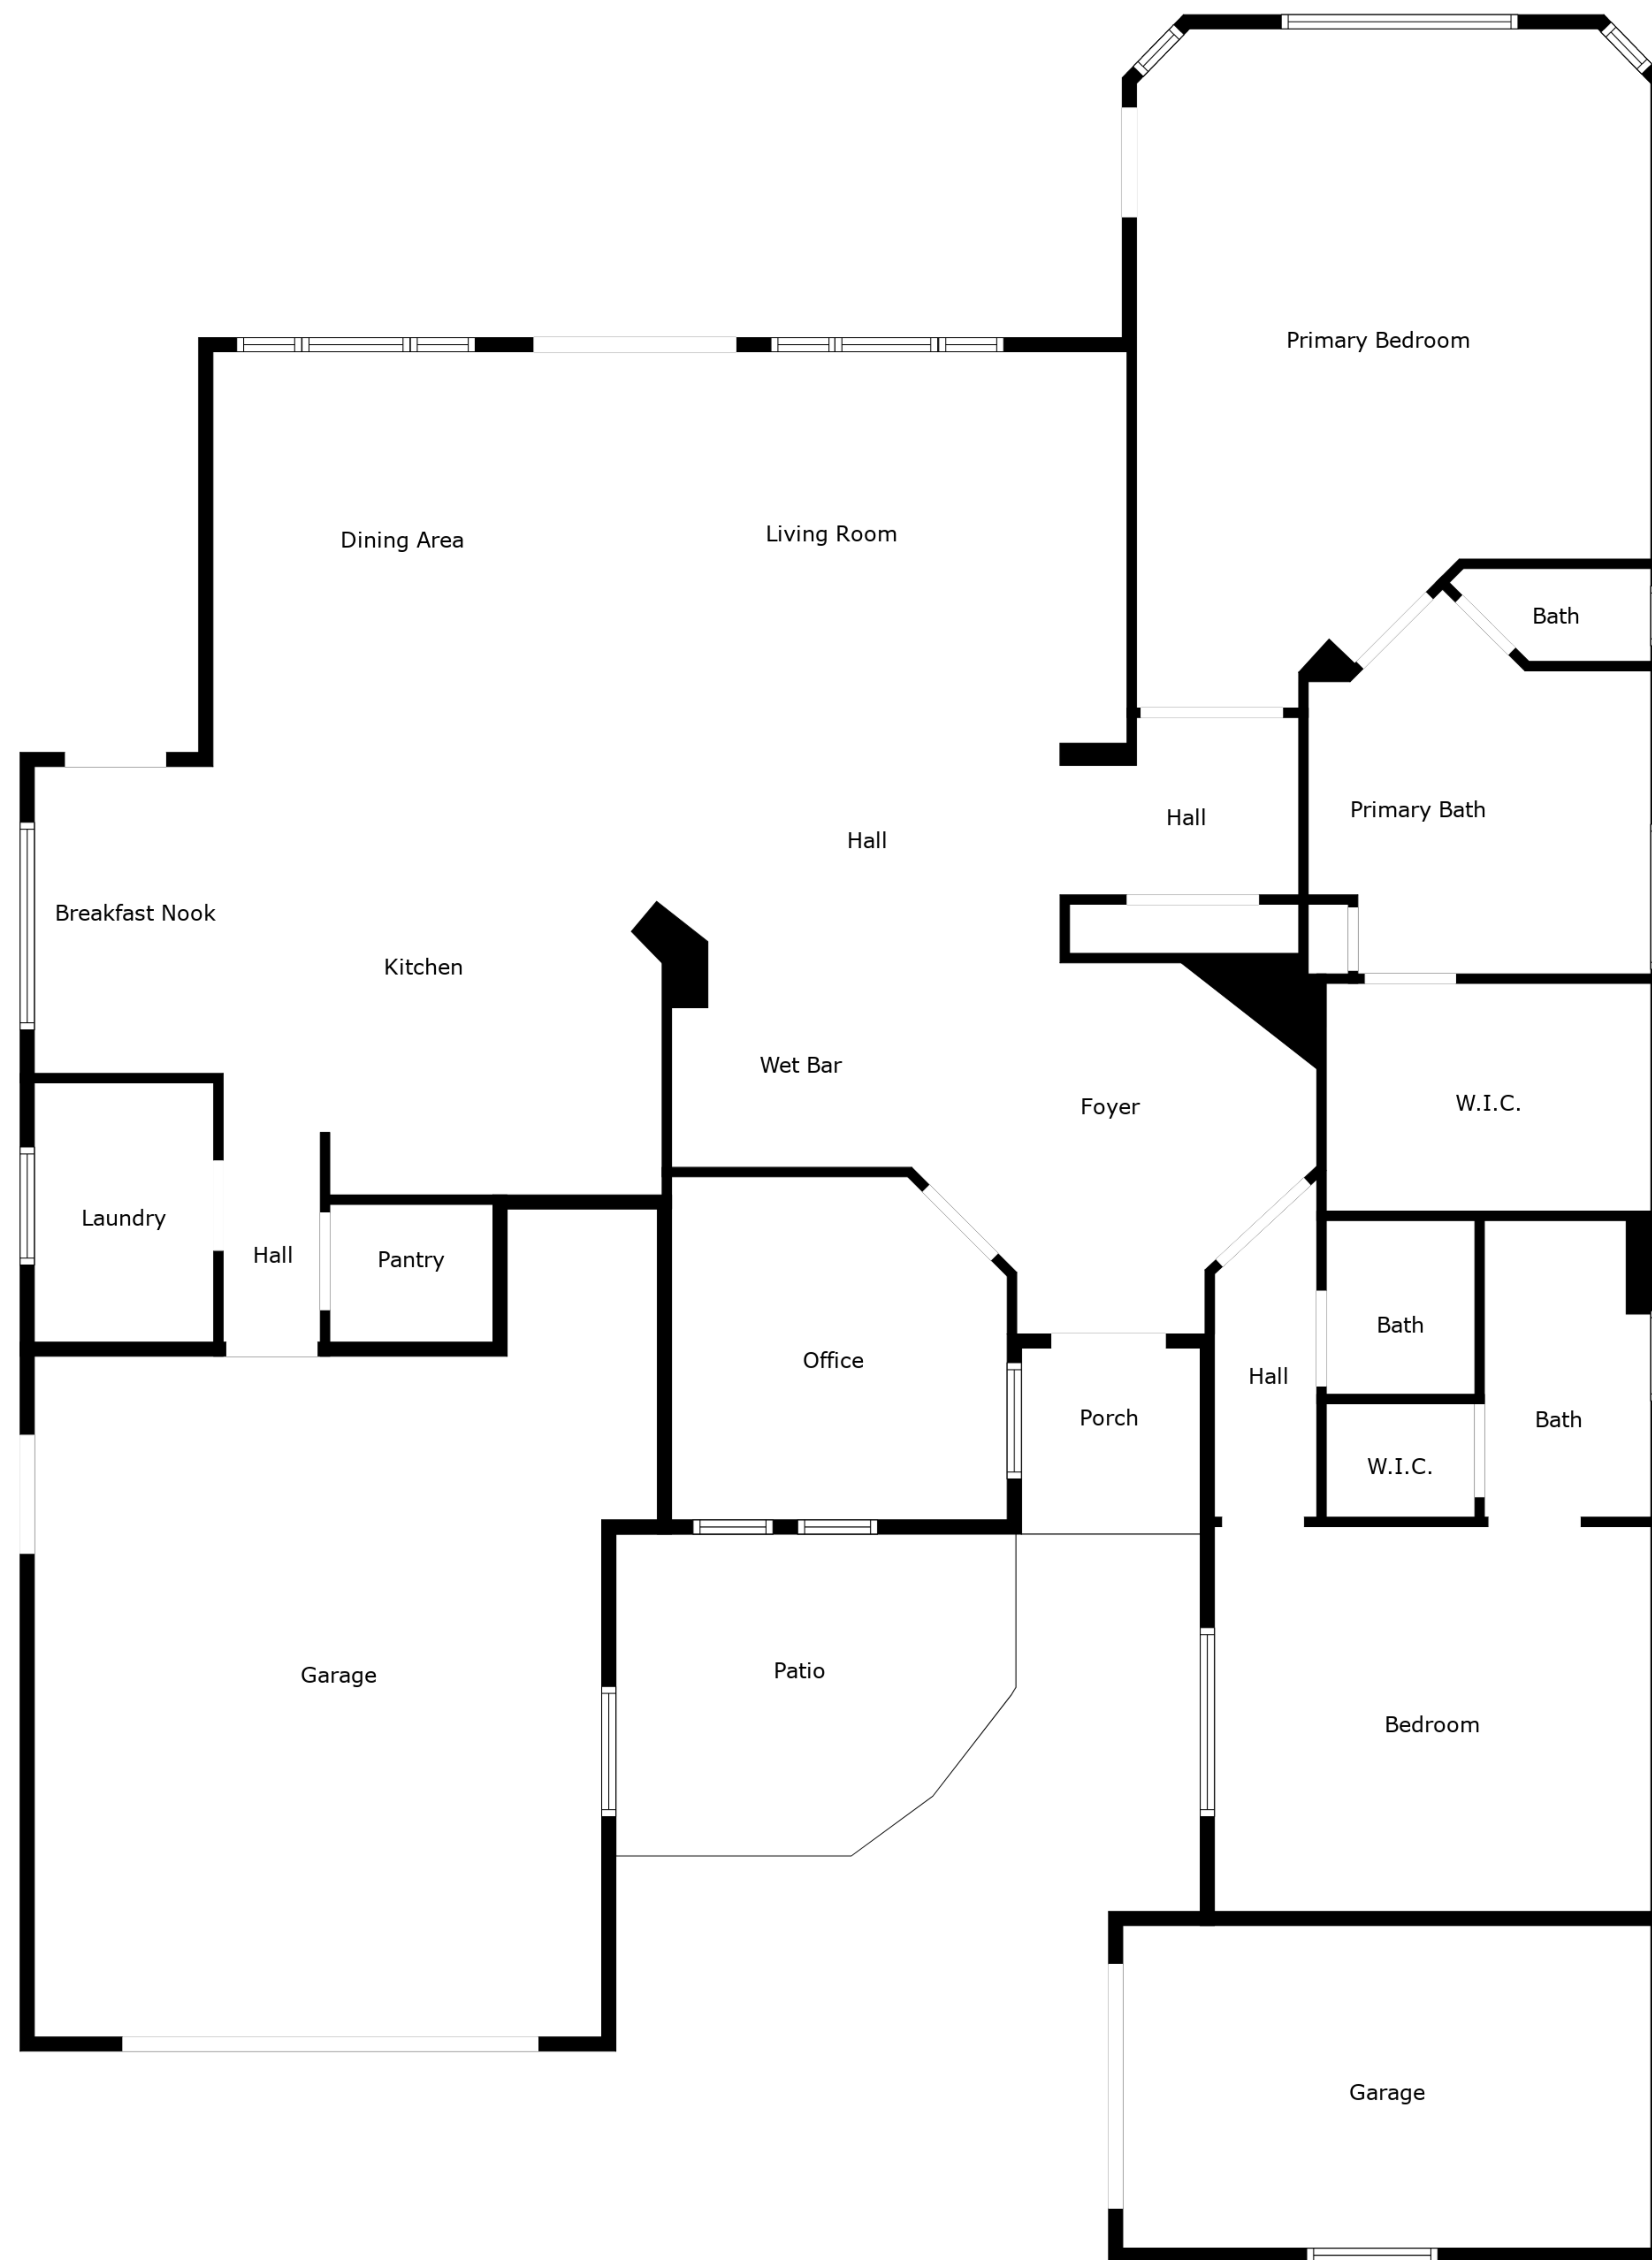 Primary Bedroom
Dining Area
Living Room
Bath
Hall
Hall
Primary Bath
Breakfast Nook
Kitchen
Wet Bar
Foyer
W.I.C.
Laundry
Hall
Pantry
Office
Porch
Hall
Bath
W.I.C.
Bath
Garage
Patio
Bedroom
Garage